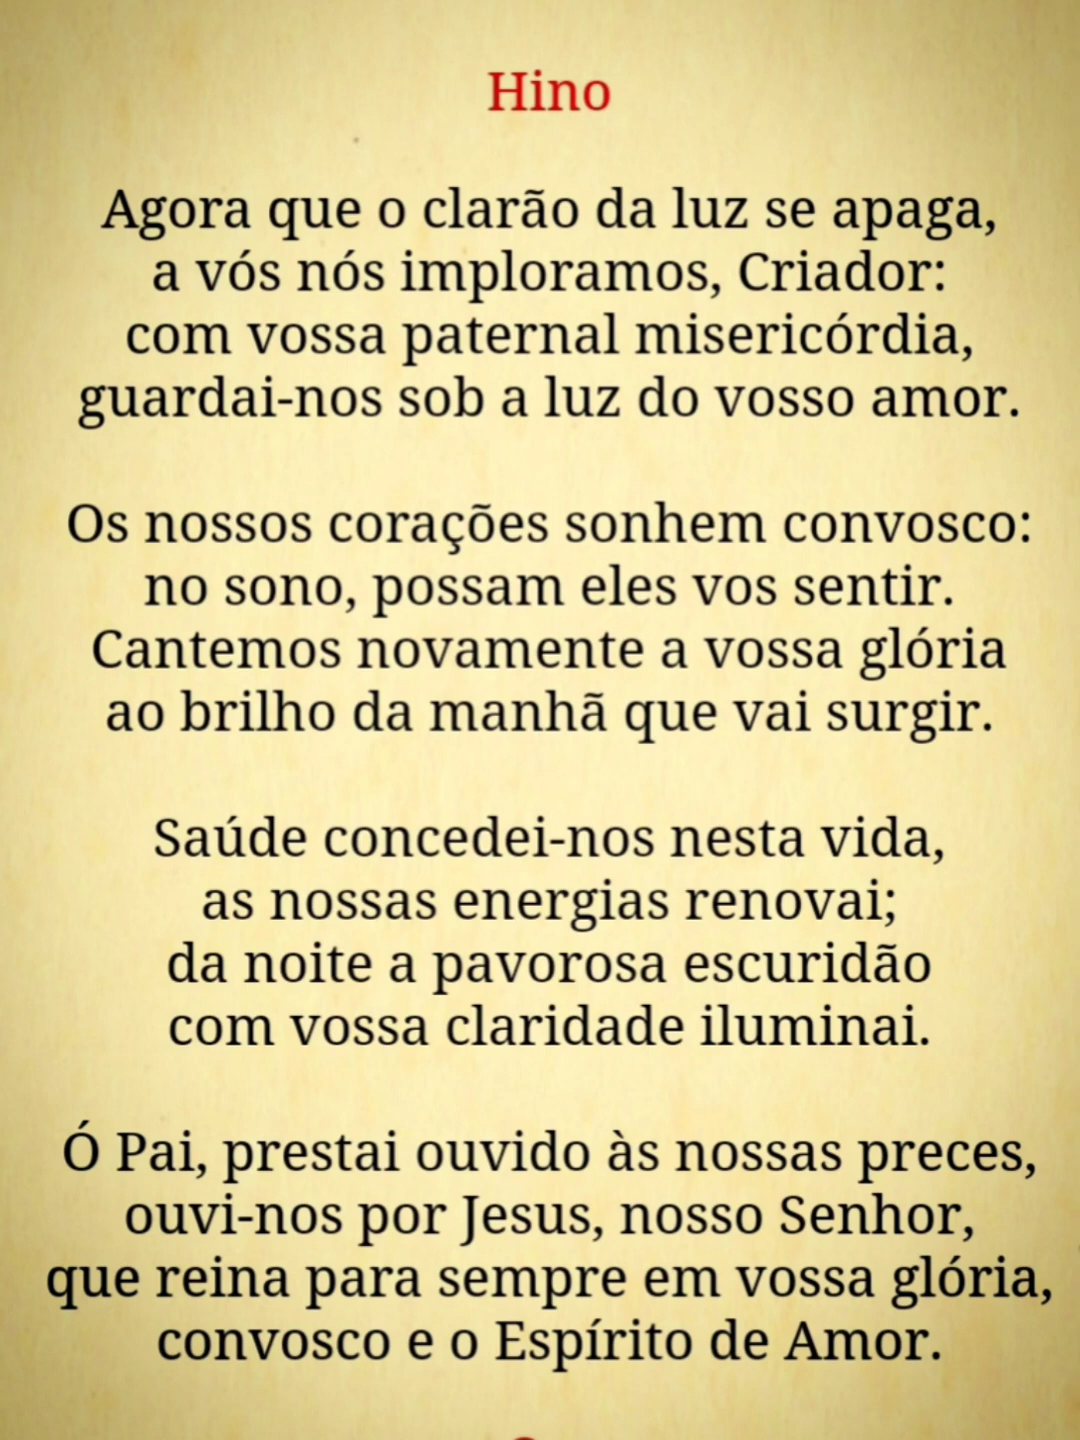 Hino
Agora que o clarão da luz se apaga,
a vós nós imploramos, Criador:
com vossa paternal misericórdia,
guardai-nos sob a luz do vosso amor.
Os nossos corações sonhem convosco:
no sono, possam eles vos sentir.
Cantemos novamente a vossa glória
ao brilho da manhã que vai surgir.
Saúde concedei-nos nesta vida,
as nossas energias renovai;
da noite a pavorosa escuridão
com vossa claridade iluminai.
Ó Pai, prestai ouvido às nossas preces,
ouvi-nos por Jesus, nosso Senhor,
que reina para sempre em vossa glória,
convosco e o Espírito de Amor.